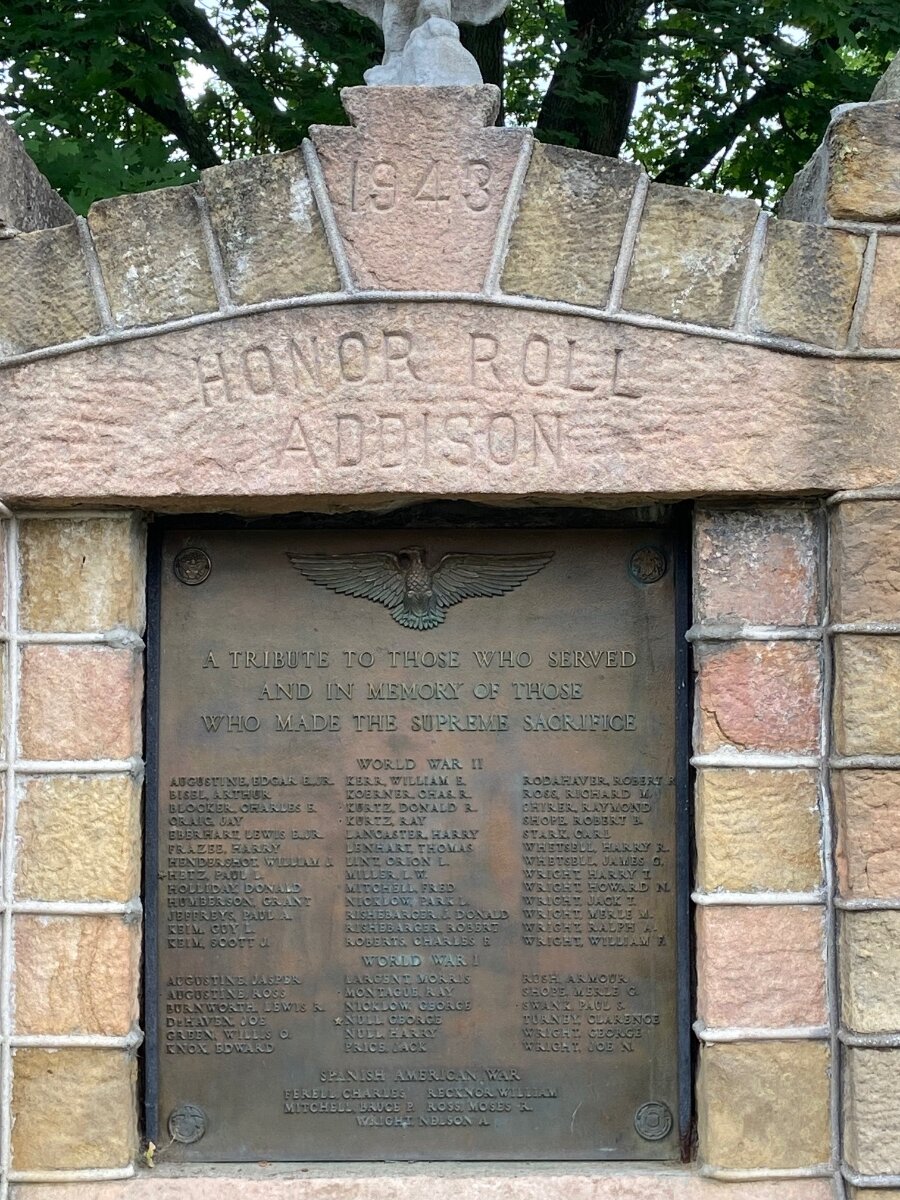 1943
HONOR ROLL
ADDISON
A TRIBUTE TO THOSE WHO SERVED
AND IN MEMORY OF THOSE
WHO MADE THE SUPREME SACRIFICE
WORLD WAR II
AUGUSTINE, EDGAR E. JR.
BISEL, ARTHUR
BLOCKER, CHARLES E.
CRAIG, JAY
EBERHART, LEWIS E. JR.
FRAZEE, HARRY
HENDERSHOT, WILLIAM J.
HETZ, PAUL L.
HOLLIDAY, DONALD
HUMBERSON, GRANT
JEFFREYS, PAUL A.
KEIM, GUY L.
KEIM, SCOTT J.
KERR, WILLIAM E.
KOERNER, CHAS. R.
KURTZ, DONALD R.
KURTZ, RAY
LANCASTER, HARRY
LENHART, THOMAS
LINT, ORION L.
MILLER, L.W.
MITCHELL, FRED
NICKLOW, PARK L.
RISHEBARGER, J. DONALD
RISHEBARGER, ROBERT
ROBERTS, CHARLES F.
RODAHAVER, ROBERT R.
ROSS, RICHARD M.
SHIRER, RAYMOND
SHOPE, ROBERT B.
STARK, CARL
WHETSELL, HARRY R.
WHETSELL, JAMES G.
WRIGHT, HARRY T.
WRIGHT, HOWARD N.
WRIGHT, JACK T.
WRIGHT, MERLE M.
WRIGHT, RALPH A.
WRIGHT, WILLIAM F.
WORLD WAR I
AUGUSTINE, JASPER
AUGUSTINE, ROSS
BURNWORTH, LEWIS R.
DeHAVEN, JOE
GREEN, WILLIS O.
KNOX, EDWARD
LARGENT, MORRIS
MONTAGUE, RAY
NICKLOW, GEORGE
NULL, GEORGE
NULL, HARRY
PRICE, JACK
RUSH, ARMOUR
SHOPE, MERLE G.
SWANK, PAUL S.
TURNEY, CLARENCE
WRIGHT, GEORGE
WRIGHT, JOE N.
SPANISH AMERICAN WAR
FERELL, CHARLES RECKNOR, WILLIAM
MITCHELL, BRUCE P. ROSS, MOSES K.
WRIGHT, NELSON A.